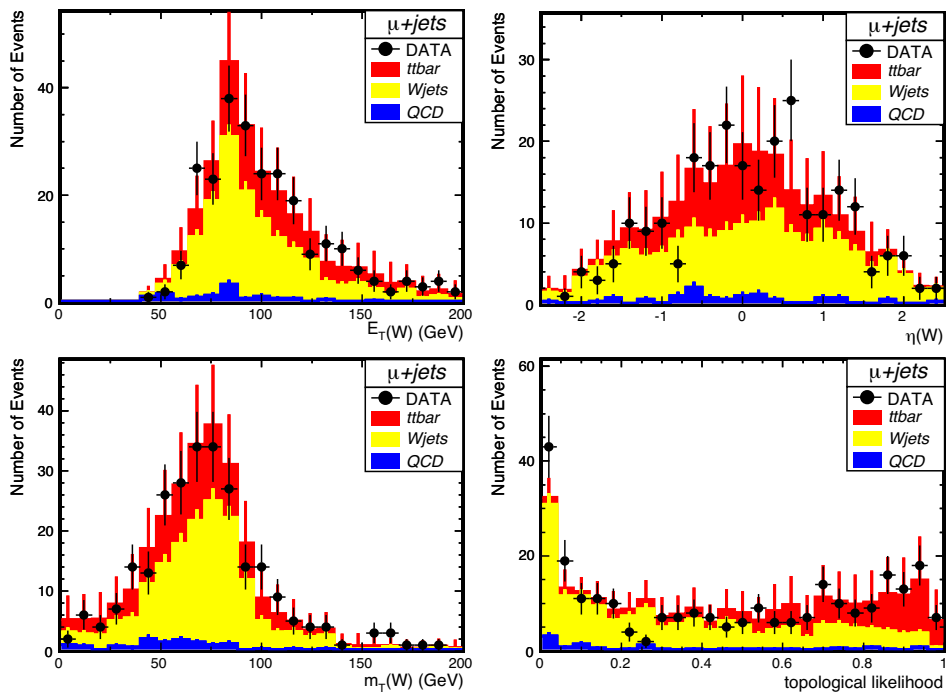 Number of Events
μ+jets
DATA
ttbar
Wjets
QCD
40
20
0
0
50
100
150
200
E_T(W) (GeV)
Number of Events
μ+jets
DATA
ttbar
Wjets
QCD
30
20
10
0
-2
-1
0
1
2
η(W)
Number of Events
μ+jets
DATA
ttbar
Wjets
QCD
40
30
20
10
0
0
50
100
150
200
m_T(W) (GeV)
Number of Events
μ+jets
DATA
ttbar
Wjets
QCD
60
40
20
0
0
0.2
0.4
0.6
0.8
1
topological likelihood